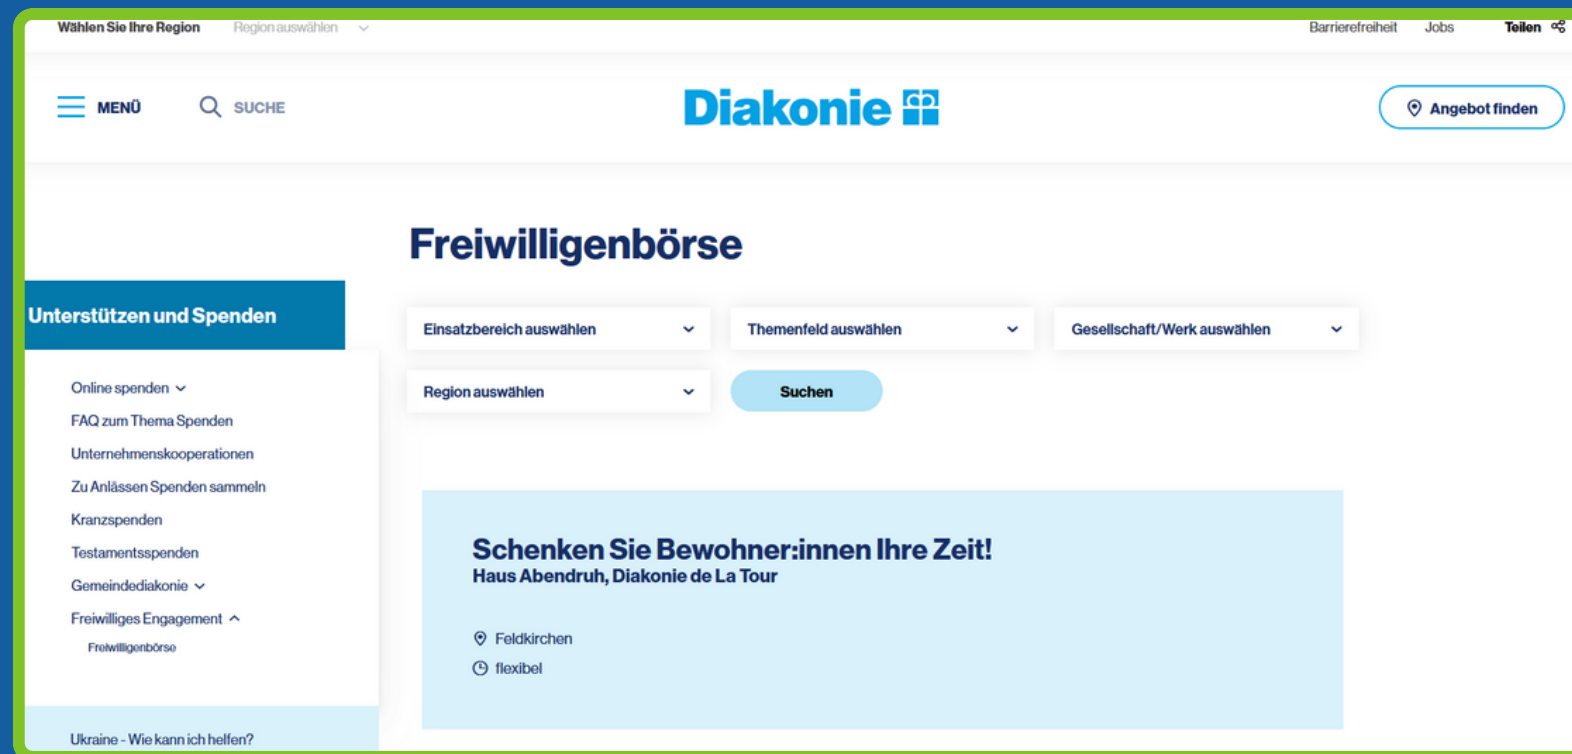 Wählen Sie Ihre Region Region auswählen Barrierefreiheit Jobs Teilen
MENÜ SUCHE Diakonie Angebot finden
Freiwilligenbörse
Unterstützen und Spenden
Einsatzbereich auswählen Themenfeld auswählen Gesellschaft/Werk auswählen
Region auswählen Suchen
Online spenden
FAQ zum Thema Spenden
Unternehmenskooperationen
Zu Anlässen Spenden sammeln
Kranzspenden
Testamentsspenden
Gemeindediakonie
Freiwilliges Engagement
Freiwilligenbörse
Ukraine - Wie kann ich helfen?
Schenken Sie Bewohner:innen Ihre Zeit!
Haus Abendruh, Diakonie de La Tour
Feldkirchen
flexibel